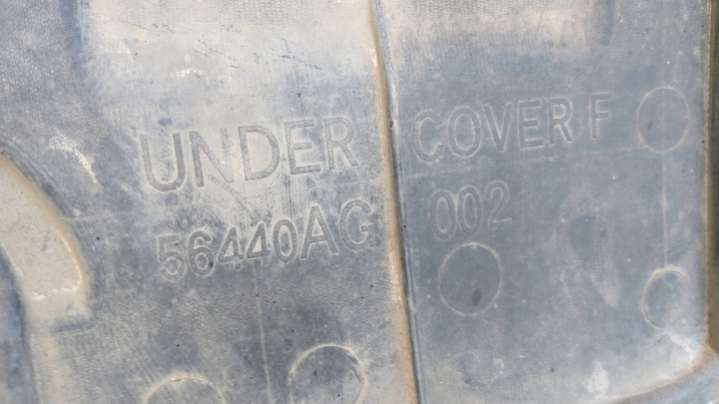 UNDER COVER F
56440AG 002